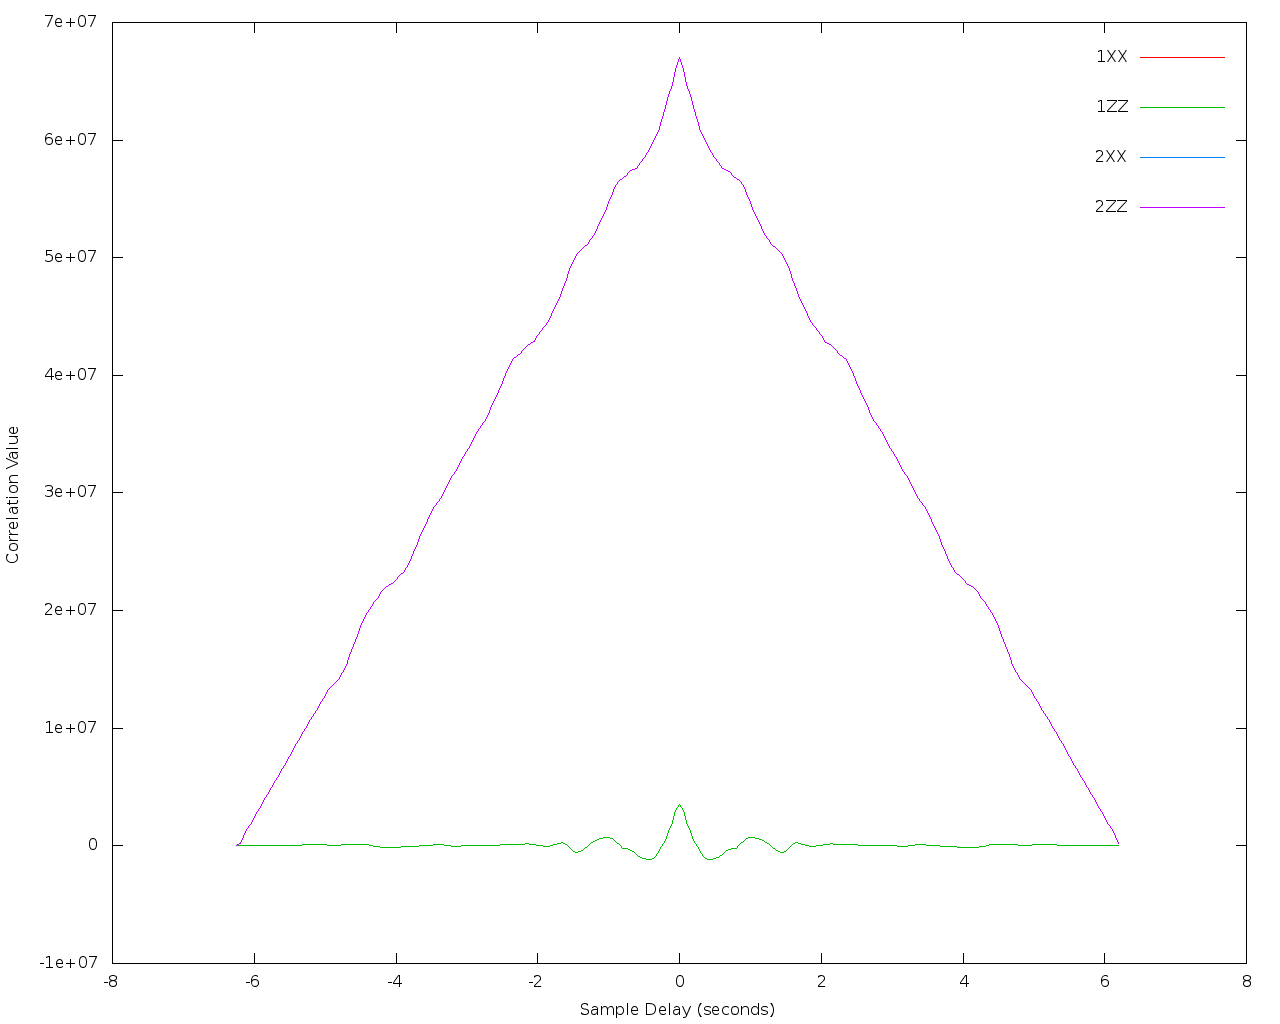 7e+07
6e+07
5e+07
4e+07
3e+07
2e+07
1e+07
0
-1e+07
-8
-6
-4
-2
0
2
4
6
8
Correlation Value
Sample Delay (seconds)
1XX
1ZZ
2XX
2ZZ